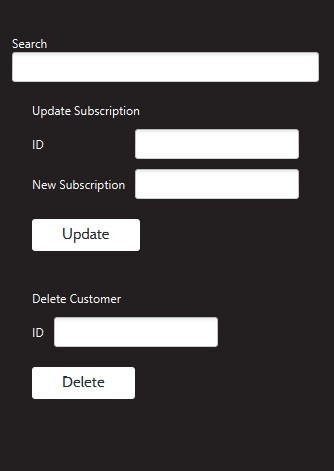 Search
Update Subscription
ID
New Subscription
Update
Delete Customer
ID
Delete